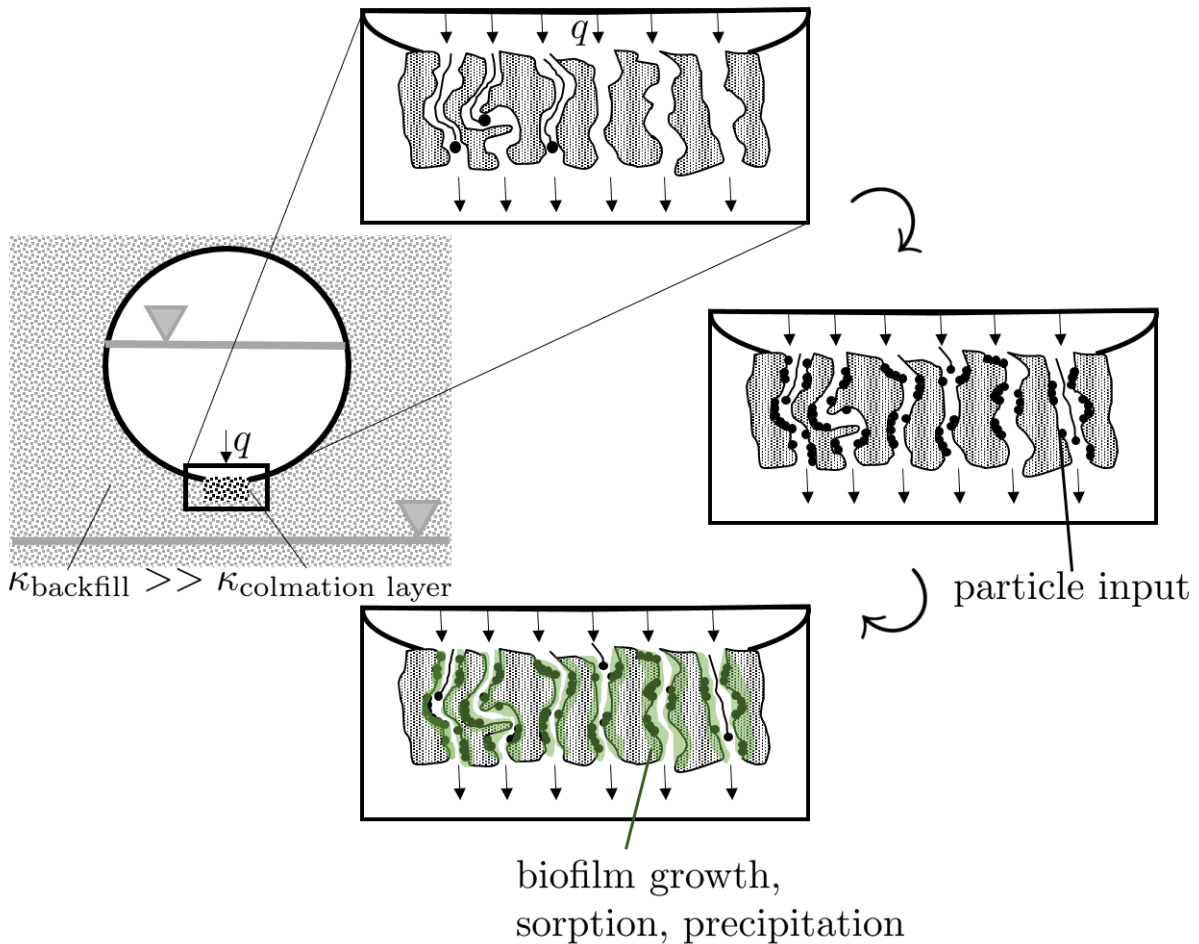 q
q
κbackfill >> κcolmation layer
particle input
biofilm growth,
sorption, precipitation